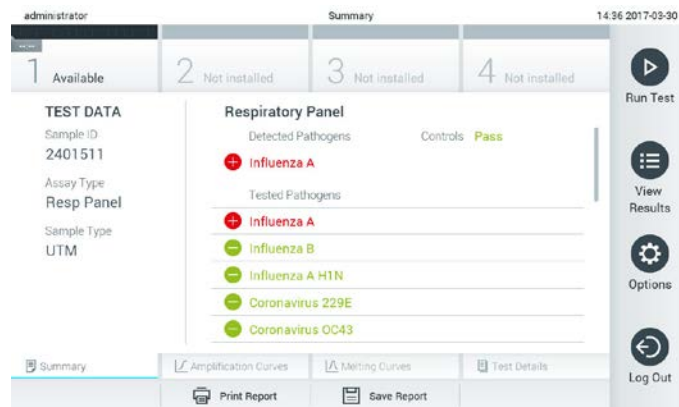 administrator Summary 14:36 2017-03-30
1 Available 2 Not installed 3 Not installed 4 Not installed
Run Test
TEST DATA
Sample ID
2401511
Assay Type
Resp Panel
Sample Type
UTM
Respiratory Panel
Detected Pathogens Controls Pass
Influenza A
Tested Pathogens
Influenza A
Influenza B
Influenza A H1N
Coronavirus 229E
Coronavirus OC43
View
Results
Options
Log Out
Summary Amplification Curves Melting Curves Test Details
Print Report Save Report